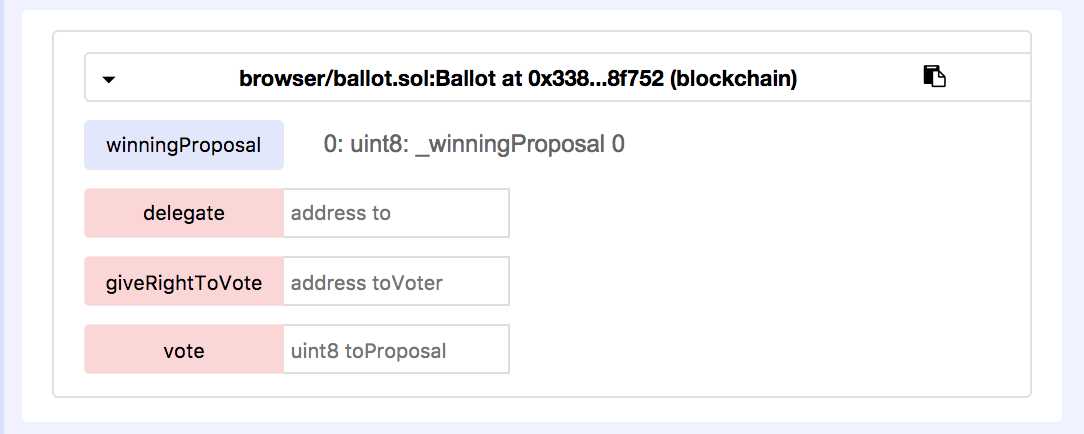 browser/ballot.sol:Ballot at 0x338...8f752 (blockchain)
winningProposal 0: uint8: _winningProposal 0
delegate address to
giveRightToVote address toVoter
vote uint8 toProposal